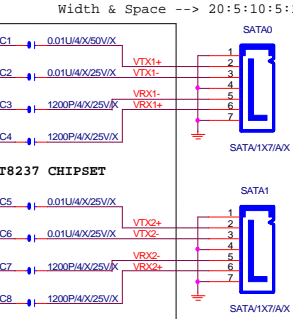 Width & Space --> 20:5:10:5:
SATA0
C1 0.01U/4/X/50V/X
1
VTX1+ 2
C2 0.01U/4/X/25V/X VTX1- 3
4
VRX1- 5
C3 1200P/4/X/25V/X VRX1+ 6
7
C4 1200P/4/X/25V/X
SATA/1X7/A/X
T8237 CHIPSET
SATA1
C5 0.01U/4/X/25V/X
1
VTX2+ 2
C6 0.01U/4/X/25V/X VTX2- 3
4
VRX2- 5
C7 1200P/4/X/25V/X VRX2+ 6
7
C8 1200P/4/X/25V/X
SATA/1X7/A/X